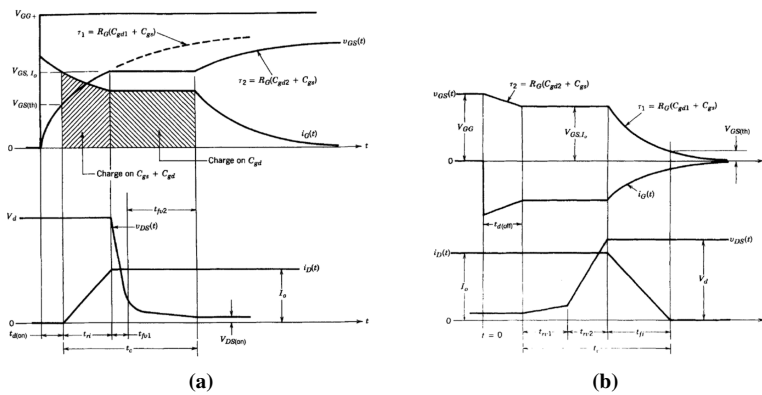 V_GG+
τ₁ = R_G(C_gd1 + C_gs)
v_GS(t)
V_GS, I_o
τ₂ = R_G(C_gd2 + C_gs)
V_GS(th)
i_G(t)
0
t
Charge on C_gd
Charge on C_gs + C_gd
t_fv2
V_d
v_DS(t)
i_D(t)
I_o
0
t
t_d(on)
t_ri
t_fv1
V_DS(on)
t_c
(a)
τ₂ = R_G(C_gd2 + C_gs)
v_GS(t)
τ₁ = R_G(C_gd1 + C_gs)
V_GG
V_GS,I_o
V_GS(th)
0
i_G(t)
t_d(off)
v_DS(t)
i_D(t)
I_o
V_d
0
t = 0
t_rv1
t_rv2
t_fi
(b)